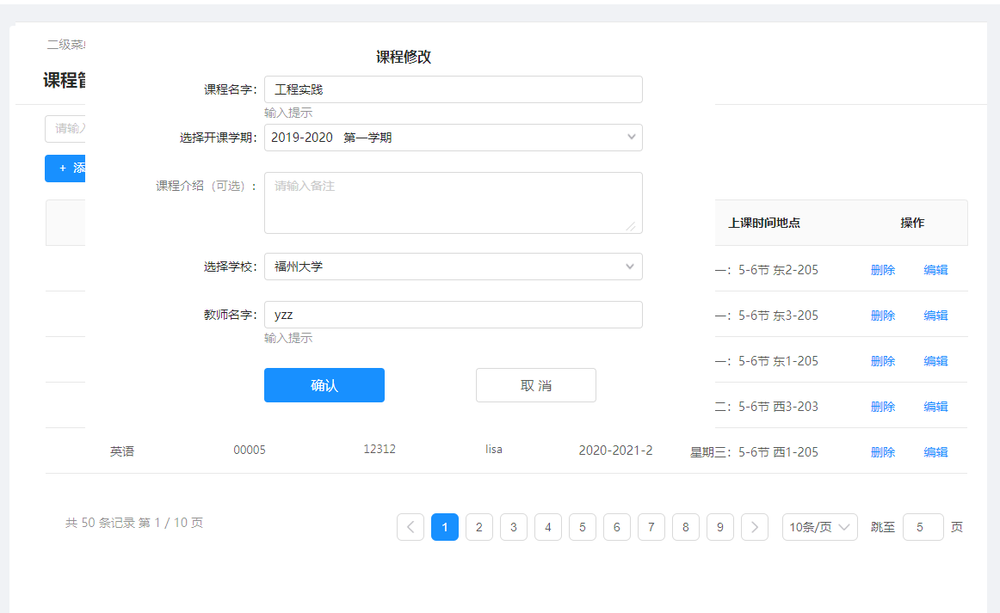 二级菜
课程修改
课程管
课程名字： 工程实践
输入提示
请输入
选择开课学期： 2019-2020 第一学期
+ 添
课程介绍（可选）： 请输入备注
上课时间地点 操作
选择学校： 福州大学
一：5-6节 东2-205 删除 编辑
教师名字： yzz
一：5-6节 东3-205 删除 编辑
输入提示
一：5-6节 东1-205 删除 编辑
确认 取 消
二：5-6节 西3-203 删除 编辑
英语 00005 12312 lisa 2020-2021-2 星期三：5-6节 西1-205 删除 编辑
共 50 条记录 第 1 / 10 页 1 2 3 4 5 6 7 8 9 10条/页 跳至 5 页